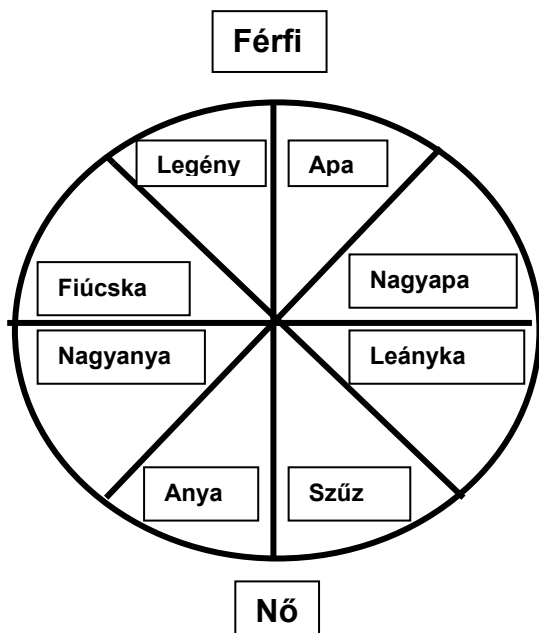 Férfi
Legény
Apa
Fiúcska
Nagyapa
Nagyanya
Leányka
Anya
Szűz
Nő